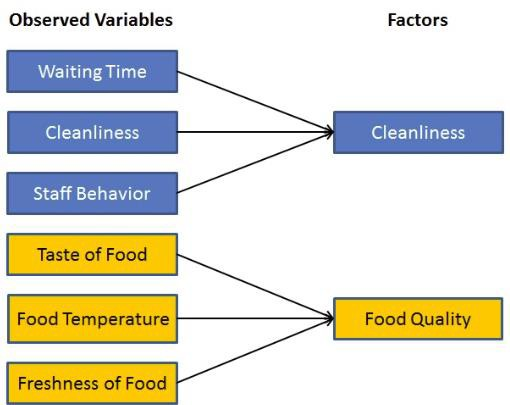 Observed Variables
Factors
Waiting Time
Cleanliness
Cleanliness
Staff Behavior
Taste of Food
Food Temperature
Food Quality
Freshness of Food